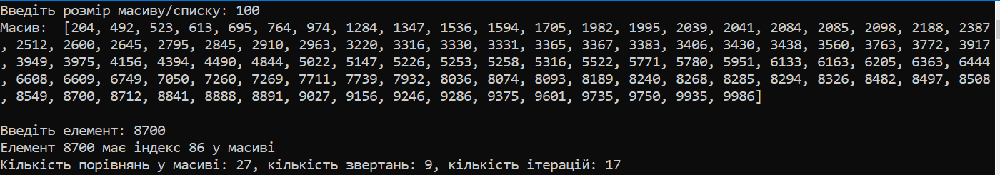 Введіть розмір масиву/списку: 100
Масив:  [204, 492, 523, 613, 695, 764, 974, 1284, 1347, 1536, 1594, 1705, 1982, 1995, 2039, 2041, 2084, 2085, 2098, 2188, 2387
, 2512, 2600, 2645, 2795, 2845, 2910, 2963, 3220, 3316, 3330, 3331, 3365, 3367, 3383, 3406, 3430, 3438, 3560, 3763, 3772, 3917
, 3949, 3975, 4156, 4394, 4490, 4844, 5022, 5147, 5226, 5253, 5258, 5316, 5522, 5771, 5780, 5951, 6133, 6163, 6205, 6363, 6444
, 6608, 6609, 6749, 7050, 7260, 7269, 7711, 7739, 7932, 8036, 8074, 8093, 8189, 8240, 8268, 8285, 8294, 8326, 8482, 8497, 8508
, 8549, 8700, 8712, 8841, 8888, 8891, 9027, 9156, 9246, 9286, 9375, 9601, 9735, 9750, 9935, 9986]
Введіть елемент: 8700
Елемент 8700 має індекс 86 у масиві
Кількість порівнянь у масиві: 27, кількість звертань: 9, кількість ітерацій: 17